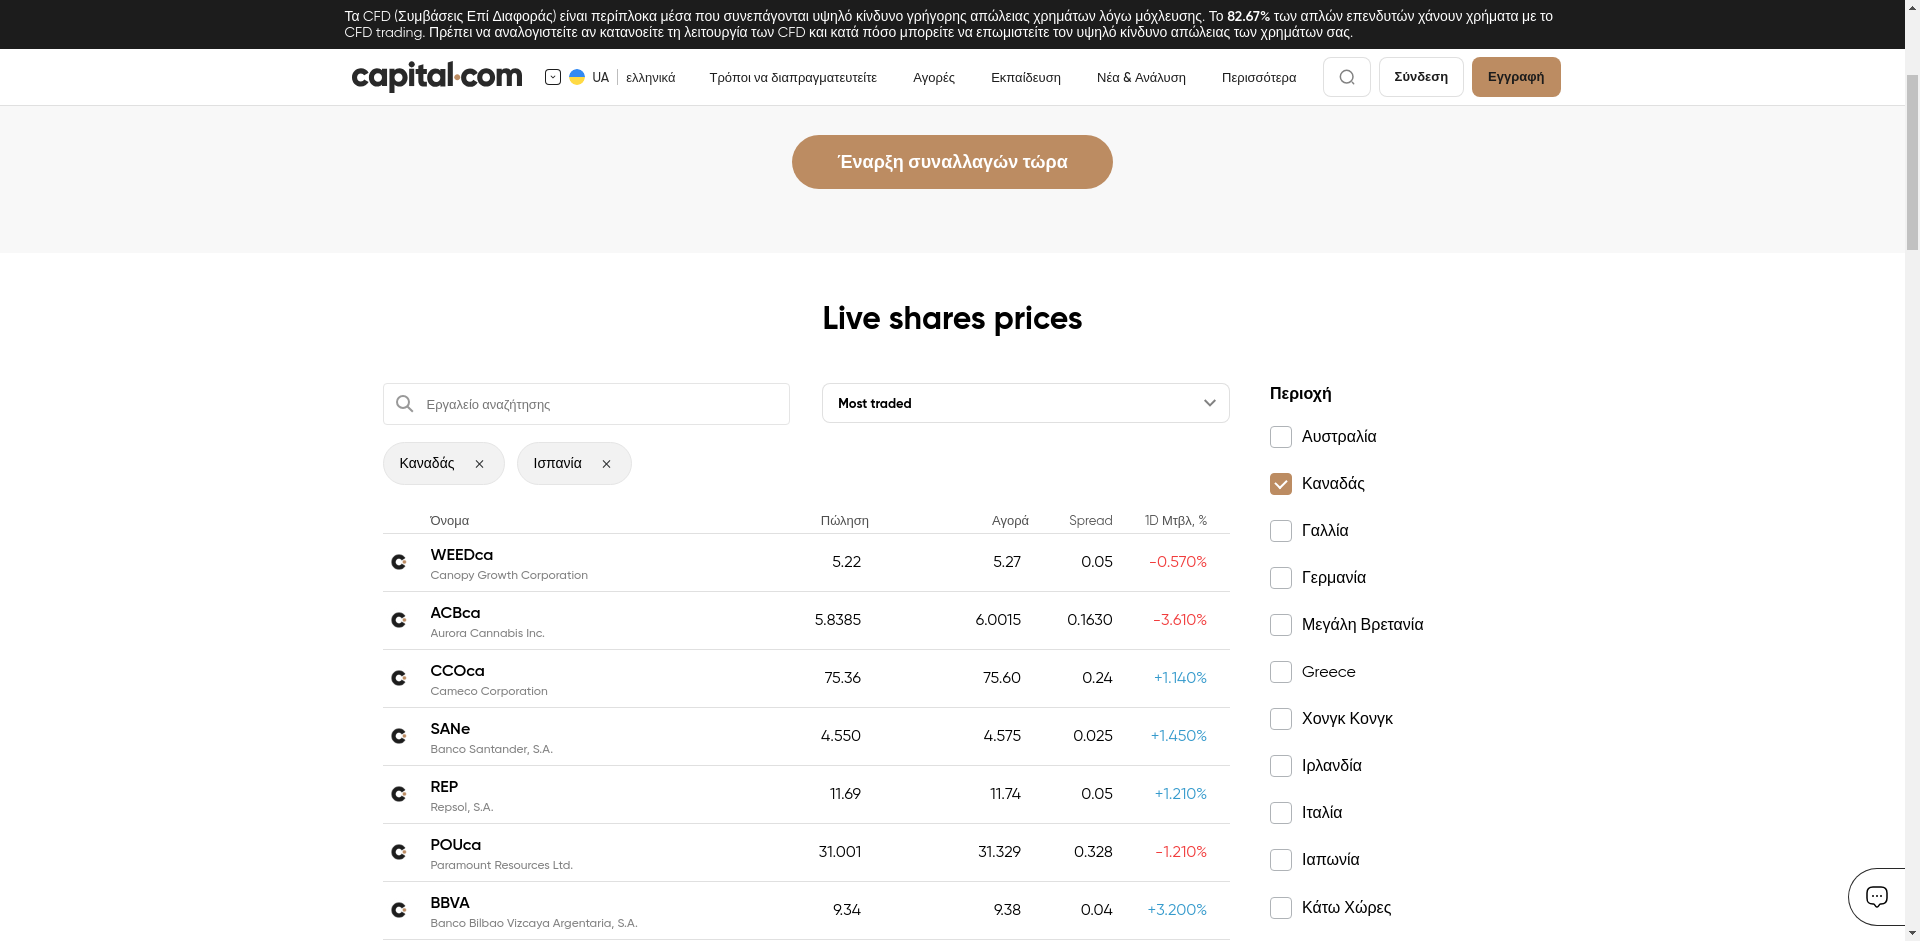 Τα CFD (Συμβάσεις Επί Διαφοράς) είναι περίπλοκα μέσα που συνεπάγονται υψηλό κίνδυνο γρήγορης απώλειας χρημάτων λόγω μόχλευσης. Το 82.67% των απλών επενδυτών χάνουν χρήματα με το
CFD trading. Πρέπει να αναλογιστείτε αν κατανοείτε τη λειτουργία των CFD και κατά πόσο μπορείτε να επωμιστείτε τον υψηλό κίνδυνο απώλειας των χρημάτων σας.
capital.com UA ελληνικά Τρόποι να διαπραγματευτείτε Αγορές Εκπαίδευση Νέα & Ανάλυση Περισσότερα Σύνδεση Εγγραφή
Έναρξη συναλλαγών τώρα
Live shares prices
Εργαλείο αναζήτησης
Most traded
Καναδάς Ισπανία
Όνομα Πώληση Αγορά Spread 1D Μτβλ, %
WEEDca 5.22 5.27 0.05 -0.570%
Canopy Growth Corporation
ACBca 5.8385 6.0015 0.1630 -3.610%
Aurora Cannabis Inc.
CCOca 75.36 75.60 0.24 +1.140%
Cameco Corporation
SANe 4.550 4.575 0.025 +1.450%
Banco Santander, S.A.
REP 11.69 11.74 0.05 +1.210%
Repsol, S.A.
POUca 31.001 31.329 0.328 -1.210%
Paramount Resources Ltd.
BBVA 9.34 9.38 0.04 +3.200%
Banco Bilbao Vizcaya Argentaria, S.A.
Περιοχή
Αυστραλία
Καναδάς
Γαλλία
Γερμανία
Μεγάλη Βρετανία
Greece
Χονγκ Κονγκ
Ιρλανδία
Ιταλία
Ιαπωνία
Κάτω Χώρες